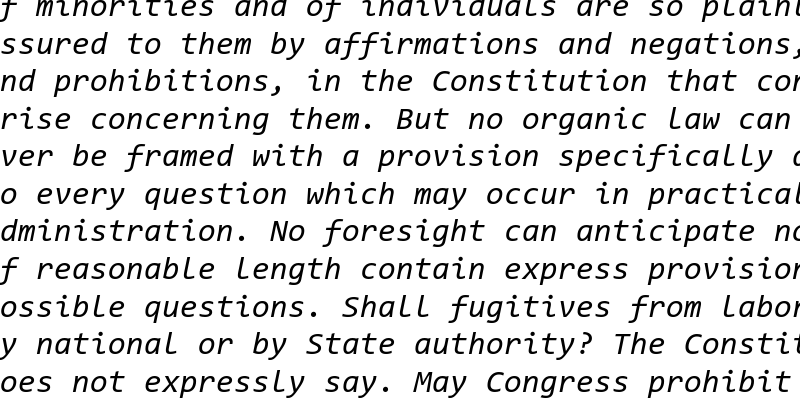 f minorities and of individuals are so plainl
ssured to them by affirmations and negations,
nd prohibitions, in the Constitution that con
rise concerning them. But no organic law can
ver be framed with a provision specifically a
o every question which may occur in practical
dministration. No foresight can anticipate no
f reasonable length contain express provision
ossible questions. Shall fugitives from labor
y national or by State authority? The Constit
oes not expressly say. May Congress prohibit